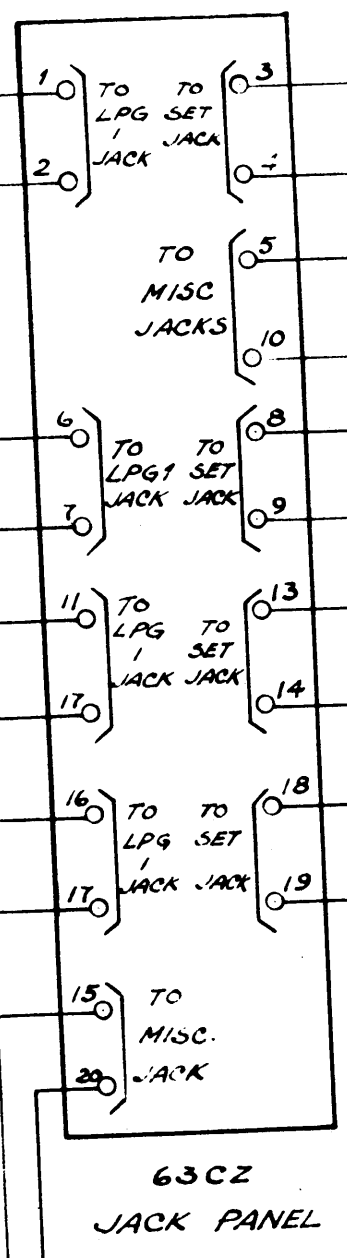 1
2
TO
LPG
1
JACK
TO
SET
JACK
3
4
TO
MISC
JACKS
5
10
6
7
TO
LPG1
JACK
TO
SET
JACK
8
9
11
17
TO
LPG
1
JACK
TO
SET
JACK
13
14
16
17
TO
LPG
1
JACK
TO
SET
JACK
18
19
15
20
TO
MISC.
JACK
63CZ
JACK PANEL